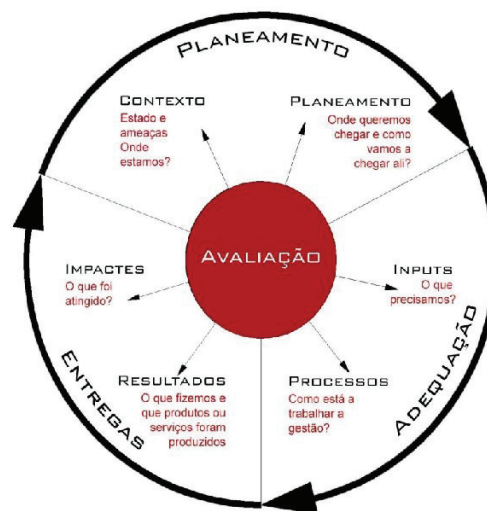 PLANEAMENTO
CONTEXTO
Estado e
ameaças
Onde
estamos?
PLANEAMENTO
Onde queremos
chegar e como
vamos a
chegar ali?
AVALIAÇÃO
IMPACTES
O que foi
atingido?
INPUTS
O que
precisamos?
RESULTADOS
O que fizemos e
que produtos ou
serviços foram
produzidos
PROCESSOS
Como está a
trabalhar a
gestão?
ENTREGAS
ADEQUAÇÃO